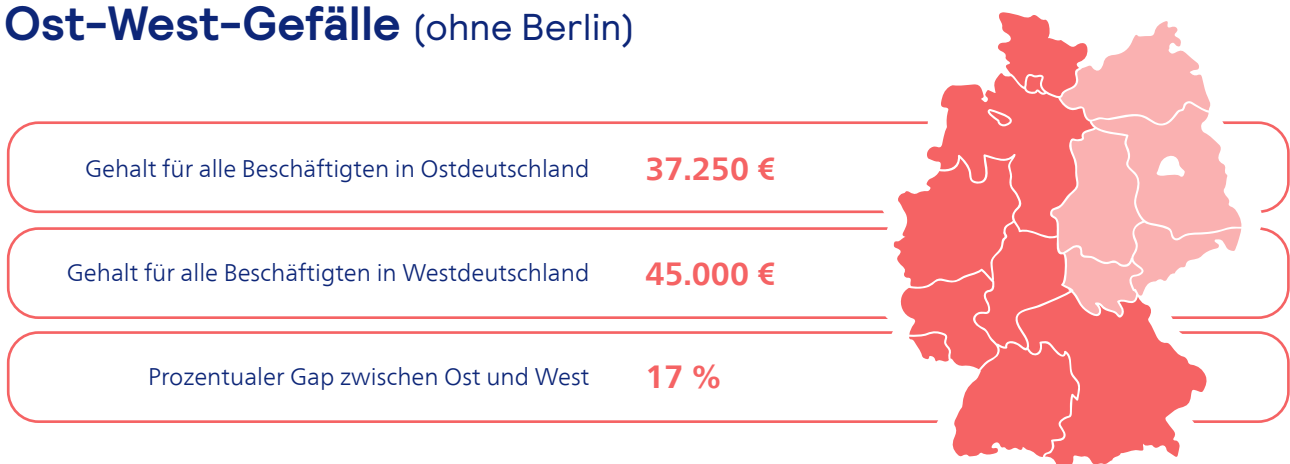 Ost-West-Gefälle (ohne Berlin)
Gehalt für alle Beschäftigten in Ostdeutschland 37.250 €
Gehalt für alle Beschäftigten in Westdeutschland 45.000 €
Prozentualer Gap zwischen Ost und West 17 %